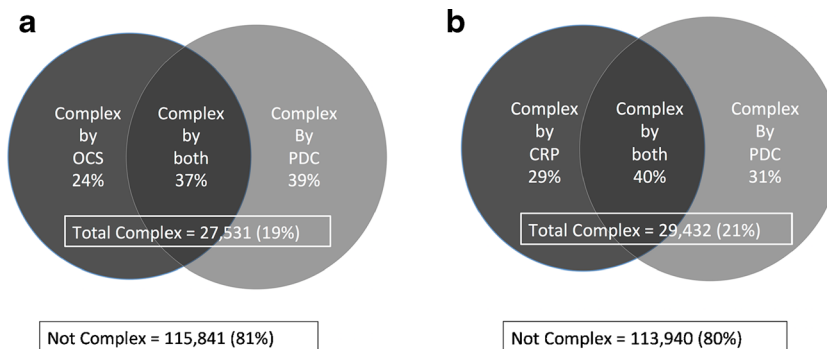 a
Complex
by
OCS
24%
Complex
by
both
37%
Complex
By
PDC
39%
Total Complex = 27,531 (19%)
Not Complex = 115,841 (81%)
b
Complex
by
CRP
29%
Complex
by
both
40%
Complex
By
PDC
31%
Total Complex = 29,432 (21%)
Not Complex = 113,940 (80%)